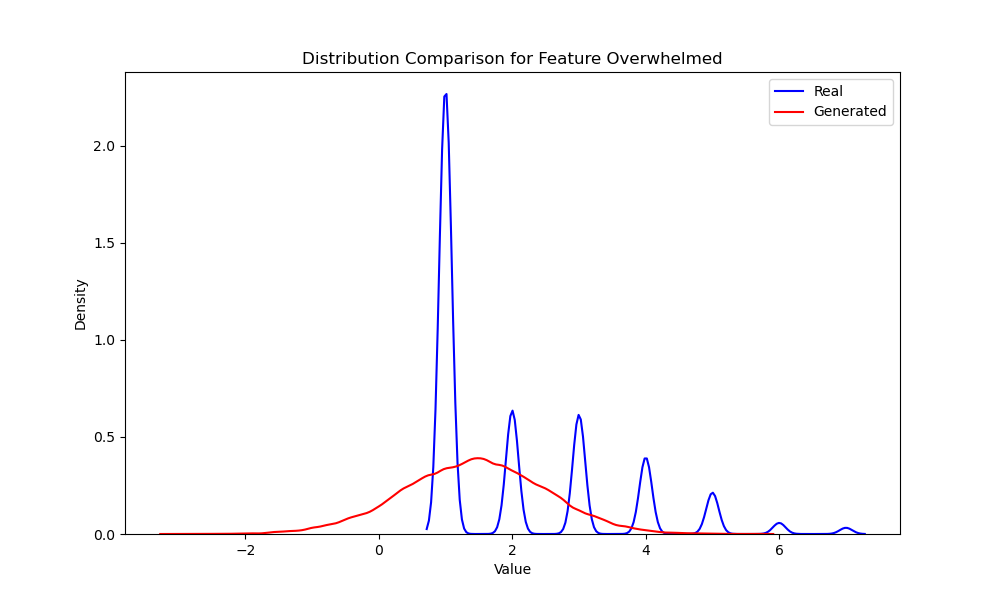 Distribution Comparison for Feature Overwhelmed
Real
Generated
Density
2.0
1.5
1.0
0.5
0.0
−2
0
2
4
6
Value